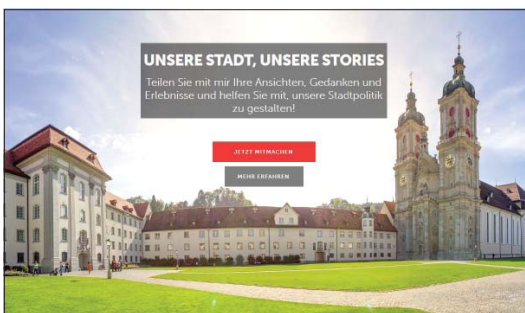 UNSERE STADT, UNSERE STORIES
Teilen Sie mit mir Ihre Ansichten, Gedanken und
Erlebnisse und helfen Sie mit, unsere Stadtpolitik
zu gestalten!
JETZT MITMACHEN
MEHR ERFAHREN